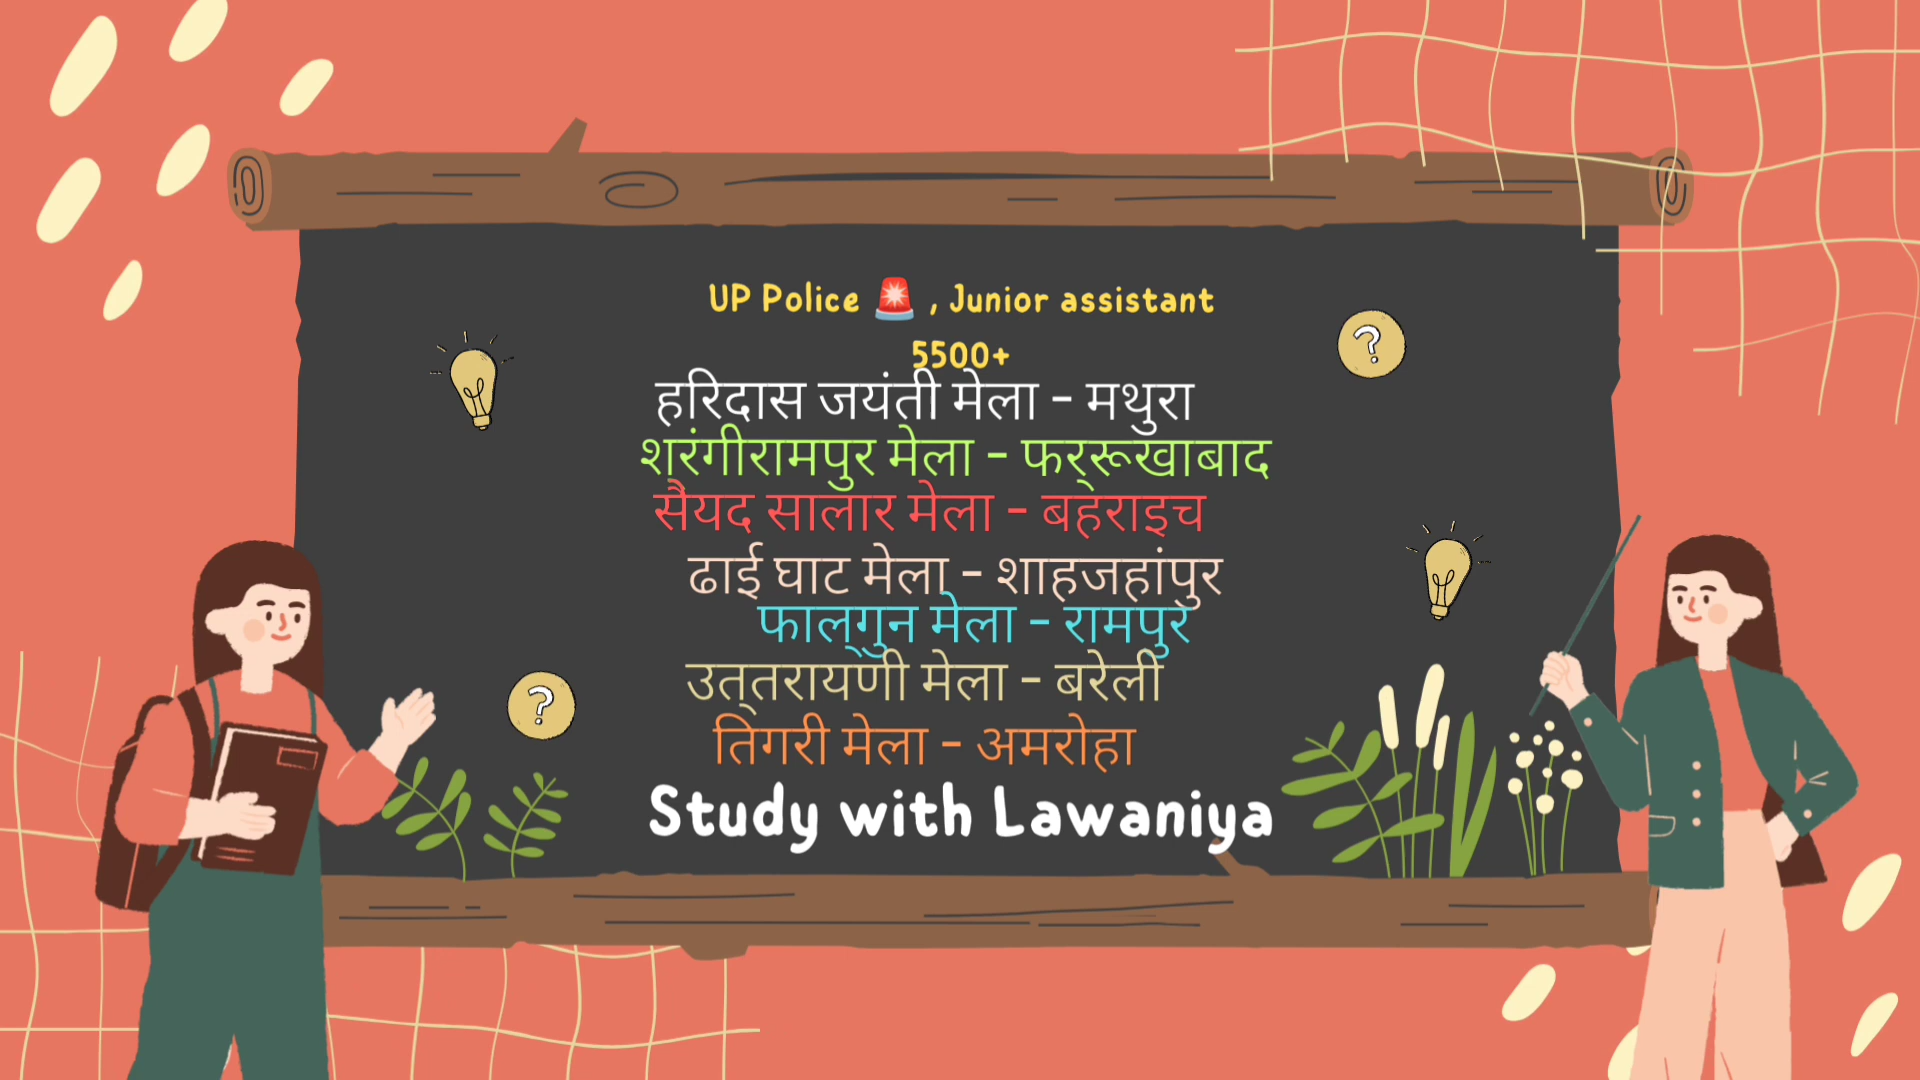 UP Police 🚨 , Junior assistant
5500+
हरिदास जयंती मेला - मथुरा
श्रंगीरामपुर मेला - फर्रूखाबाद
सैयद सालार मेला - बहराइच
ढाई घाट मेला - शाहजहांपुर
फाल्गुन मेला - रामपुर
उत्तरायणी मेला - बरेली
तिगरी मेला - अमरोहा
Study with Lawaniya